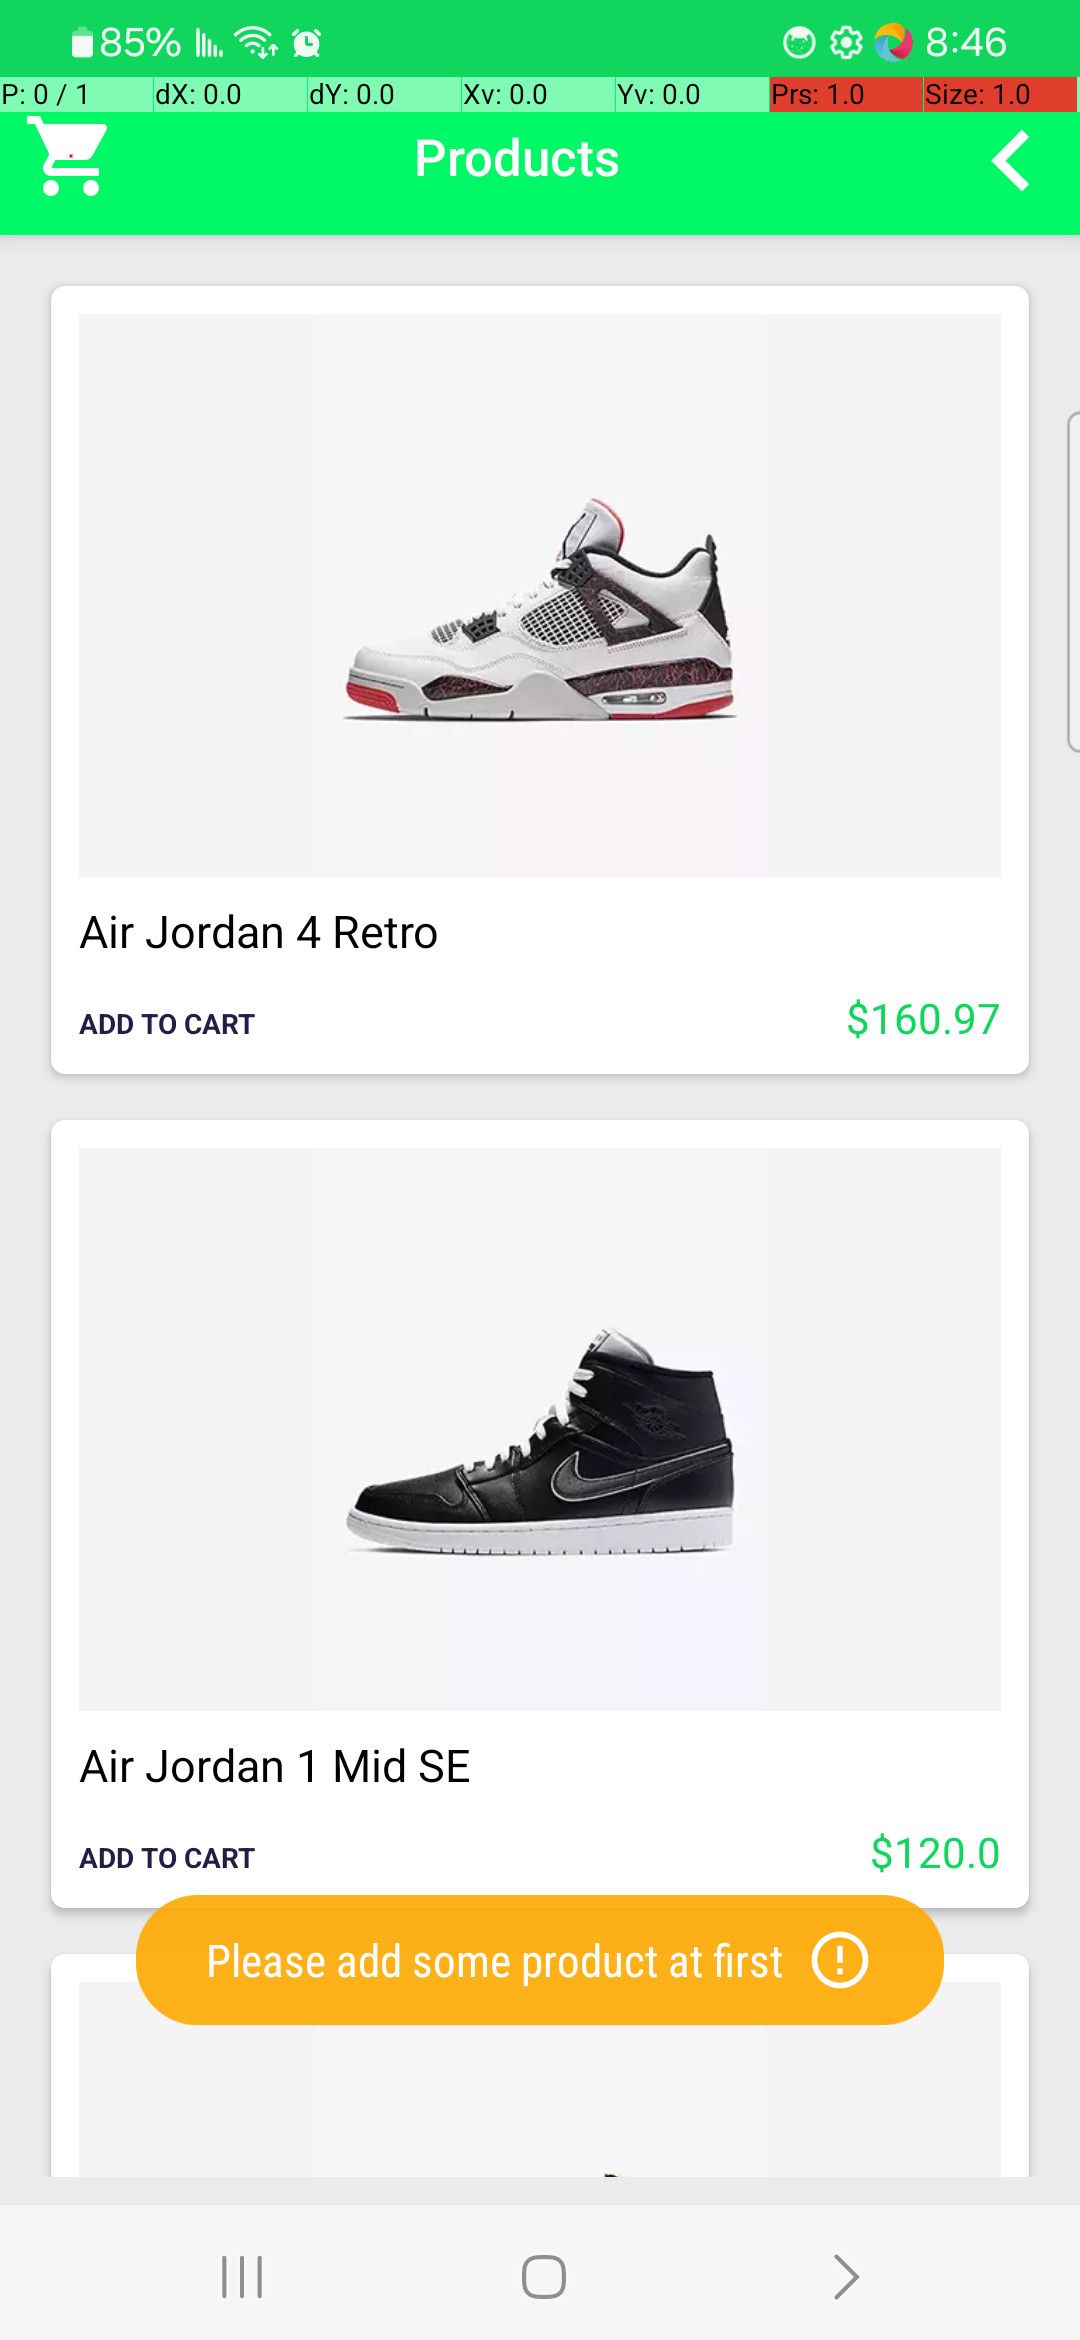 85% 8:46
P: 0 / 1 dX: 0.0 dY: 0.0 Xv: 0.0 Yv: 0.0 Prs: 1.0 Size: 1.0
Products
Air Jordan 4 Retro
ADD TO CART $160.97
Air Jordan 1 Mid SE
ADD TO CART $120.0
Please add some product at first